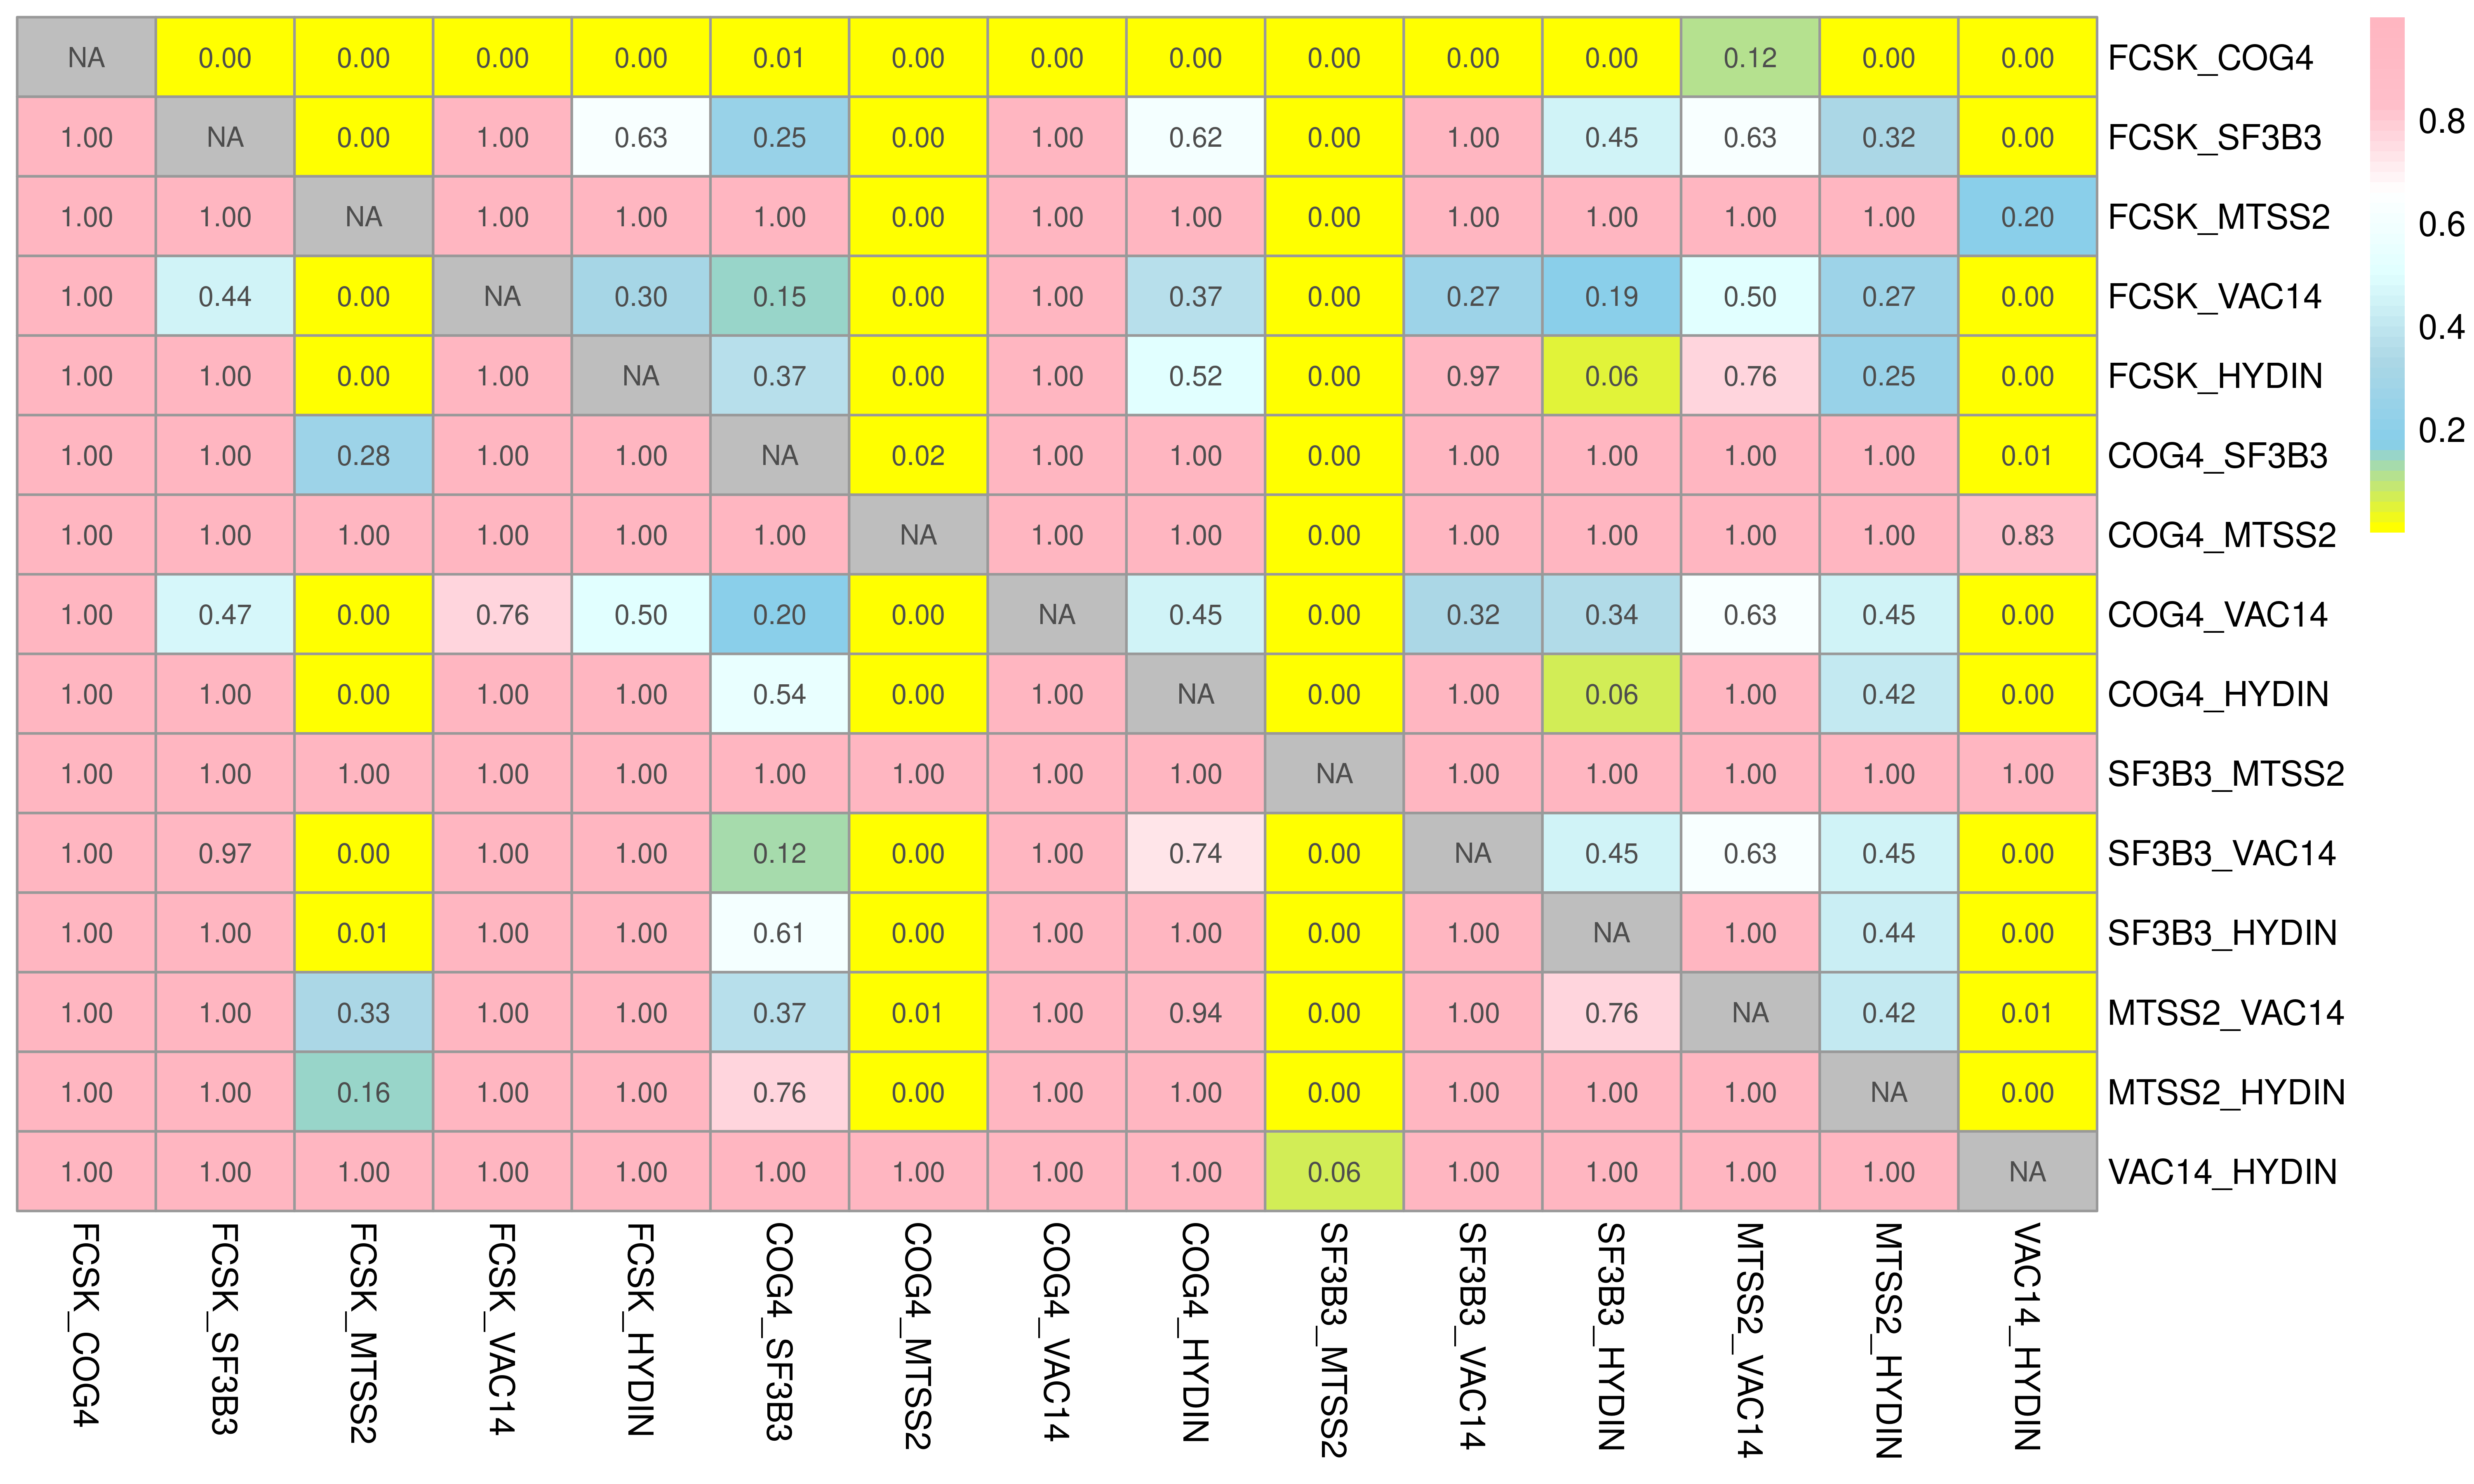 NA 0.00 0.00 0.00 0.00 0.01 0.00 0.00 0.00 0.00 0.00 0.00 0.12 0.00 0.00 FCSK_COG4
1.00 NA 0.00 1.00 0.63 0.25 0.00 1.00 0.62 0.00 1.00 0.45 0.63 0.32 0.00 FCSK_SF3B3
1.00 1.00 NA 1.00 1.00 1.00 0.00 1.00 1.00 0.00 1.00 1.00 1.00 1.00 0.20 FCSK_MTSS2
1.00 0.44 0.00 NA 0.30 0.15 0.00 1.00 0.37 0.00 0.27 0.19 0.50 0.27 0.00 FCSK_VAC14
1.00 1.00 0.00 1.00 NA 0.37 0.00 1.00 0.52 0.00 0.97 0.06 0.76 0.25 0.00 FCSK_HYDIN
1.00 1.00 0.28 1.00 1.00 NA 0.02 1.00 1.00 0.00 1.00 1.00 1.00 1.00 0.01 COG4_SF3B3
1.00 1.00 1.00 1.00 1.00 1.00 NA 1.00 1.00 0.00 1.00 1.00 1.00 1.00 0.83 COG4_MTSS2
1.00 0.47 0.00 0.76 0.50 0.20 0.00 NA 0.45 0.00 0.32 0.34 0.63 0.45 0.00 COG4_VAC14
1.00 1.00 0.00 1.00 1.00 0.54 0.00 1.00 NA 0.00 1.00 0.06 1.00 0.42 0.00 COG4_HYDIN
1.00 1.00 1.00 1.00 1.00 1.00 1.00 1.00 1.00 NA 1.00 1.00 1.00 1.00 1.00 SF3B3_MTSS2
1.00 0.97 0.00 1.00 1.00 0.12 0.00 1.00 0.74 0.00 NA 0.45 0.63 0.45 0.00 SF3B3_VAC14
1.00 1.00 0.01 1.00 1.00 0.61 0.00 1.00 1.00 0.00 1.00 NA 1.00 0.44 0.00 SF3B3_HYDIN
1.00 1.00 0.33 1.00 1.00 0.37 0.01 1.00 0.94 0.00 1.00 0.76 NA 0.42 0.01 MTSS2_VAC14
1.00 1.00 0.16 1.00 1.00 0.76 0.00 1.00 1.00 0.00 1.00 1.00 1.00 NA 0.00 MTSS2_HYDIN
1.00 1.00 1.00 1.00 1.00 1.00 1.00 1.00 1.00 0.06 1.00 1.00 1.00 1.00 NA VAC14_HYDIN
FCSK_COG4
FCSK_SF3B3
FCSK_MTSS2
FCSK_VAC14
FCSK_HYDIN
COG4_SF3B3
COG4_MTSS2
COG4_VAC14
COG4_HYDIN
SF3B3_MTSS2
SF3B3_VAC14
SF3B3_HYDIN
MTSS2_VAC14
MTSS2_HYDIN
VAC14_HYDIN
0.8
0.6
0.4
0.2